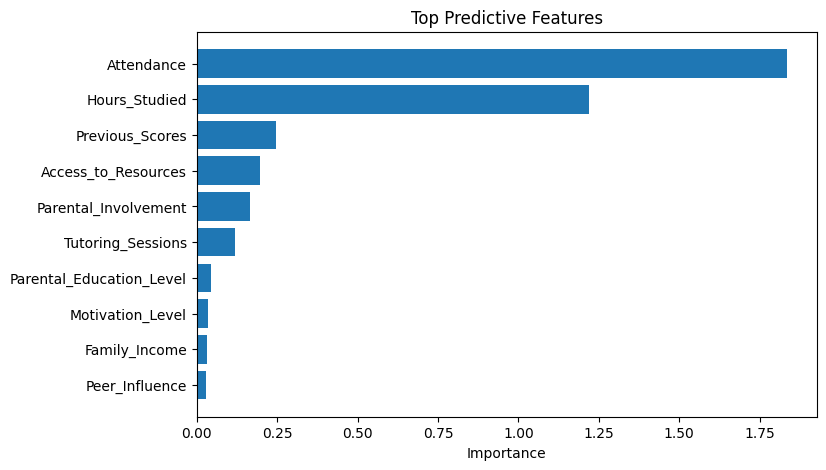 Top Predictive Features
Attendance
Hours_Studied
Previous_Scores
Access_to_Resources
Parental_Involvement
Tutoring_Sessions
Parental_Education_Level
Motivation_Level
Family_Income
Peer_Influence
0.00 0.25 0.50 0.75 1.00 1.25 1.50 1.75
Importance